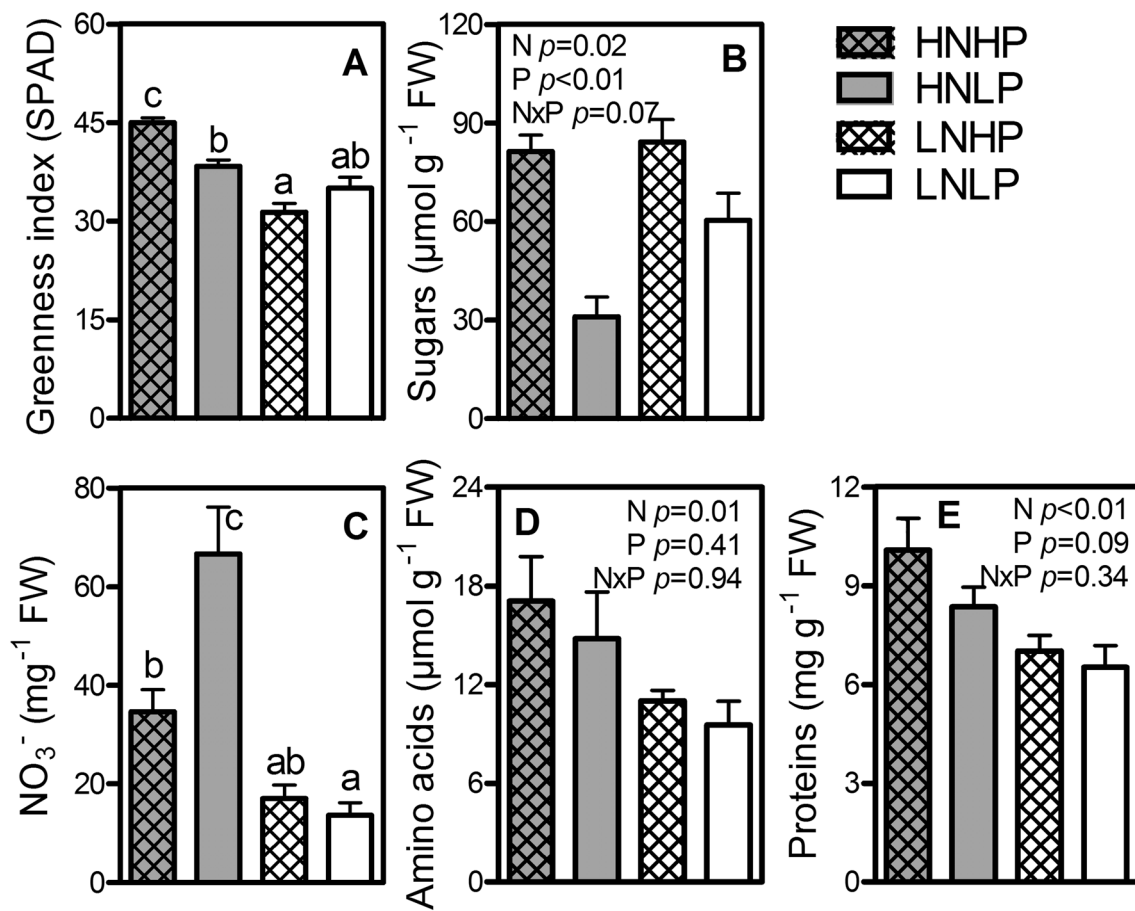 HNHP
HNLP
LNHP
LNLP
Greenness index (SPAD)
60
45
30
15
0
A
c
b
a
ab
Sugars (µmol g⁻¹ FW)
120
90
60
30
0
B
N p=0.02
P p<0.01
NxP p=0.07
NO₃⁻ (mg⁻¹ FW)
80
60
40
20
0
C
b
c
ab
a
Amino acids (µmol g⁻¹ FW)
24
18
12
6
0
D
N p=0.01
P p=0.41
NxP p=0.94
Proteins (mg g⁻¹ FW)
12
9
6
3
0
E
N p<0.01
P p=0.09
NxP p=0.34